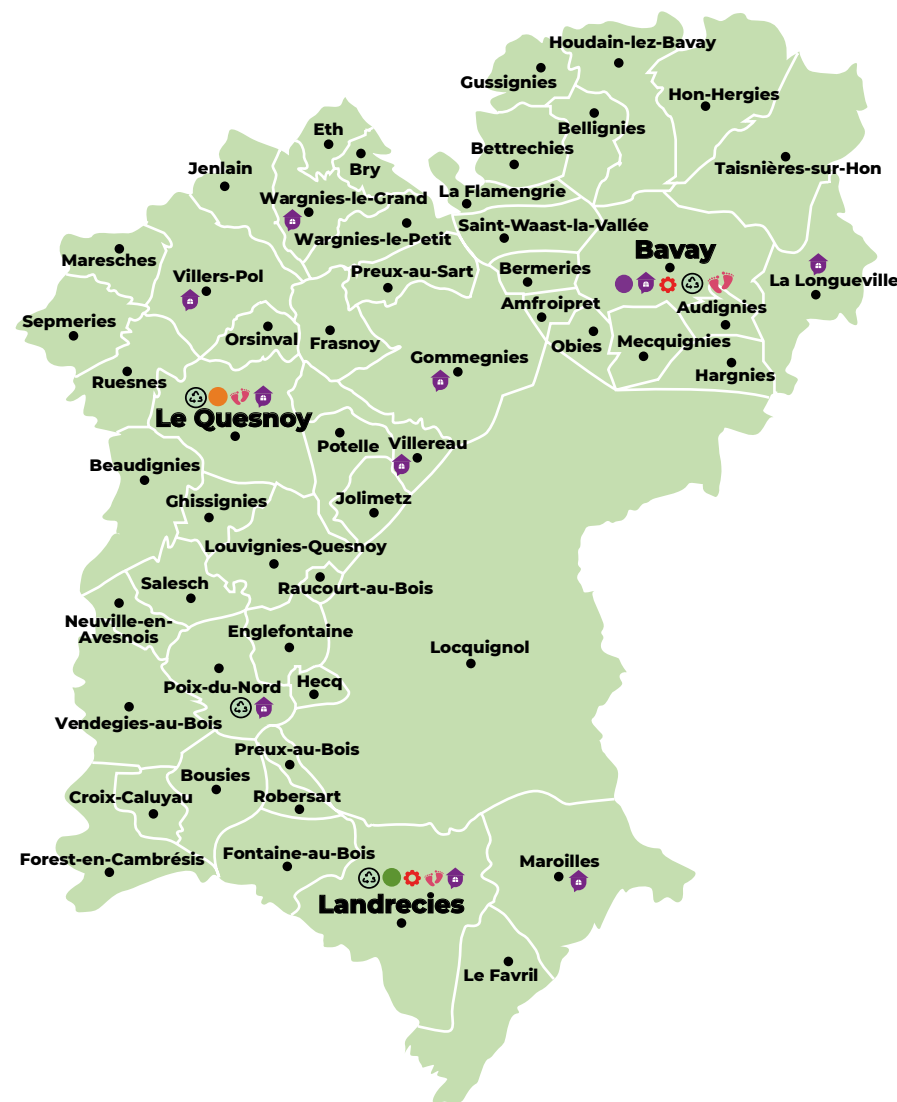 Houdain-lez-Bavay
Gussignies
Hon-Hergies
Eth
Bellignies
Bettrechies
Bry
Jenlain
Taisnières-sur-Hon
La Flamengrie
Wargnies-le-Grand
Saint-Waast-la-Vallée
Wargnies-le-Petit
Bavay
Maresches
Villers-Pol
Preux-au-Sart
Bermeries
La Longueville
Amfroipret
Audignies
Sepmeries
Orsinval
Frasnoy
Obies
Mecquignies
Gommegnies
Ruesnes
Hargnies
Le Quesnoy
Potelle
Villereau
Beaudignies
Ghissignies
Jolimetz
Louvignies-Quesnoy
Salesch
Raucourt-au-Bois
Neuville-en-
Avesnois
Englefontaine
Locquignol
Poix-du-Nord
Hecq
Vendegies-au-Bois
Preux-au-Bois
Bousies
Croix-Caluyau
Robersart
Forest-en-Cambrésis
Fontaine-au-Bois
Maroilles
Landrecies
Le Favril